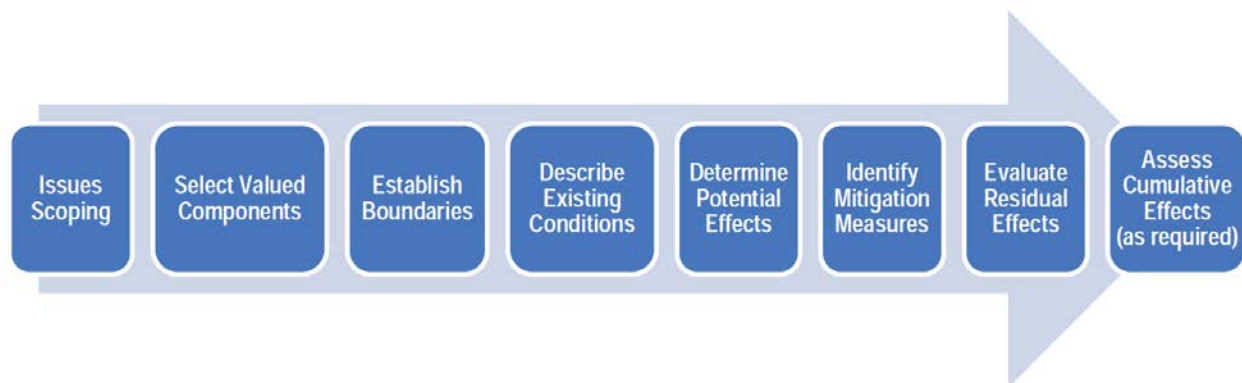 Issues
Scoping
Select Valued
Components
Establish
Boundaries
Describe
Existing
Conditions
Determine
Potential
Effects
Identify
Mitigation
Measures
Evaluate
Residual
Effects
Assess
Cumulative
Effects
(as required)